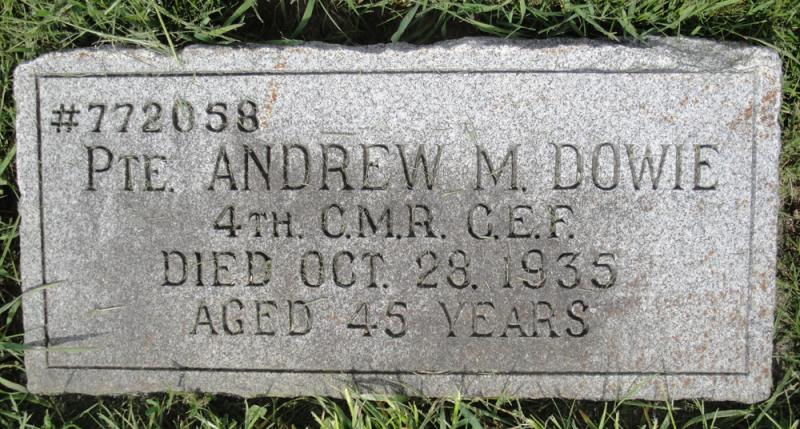 #772058
PTE. ANDREW M. DOWIE
4TH. C.M.R. C.E.F.
DIED OCT. 28. 1935
AGED 45 YEARS